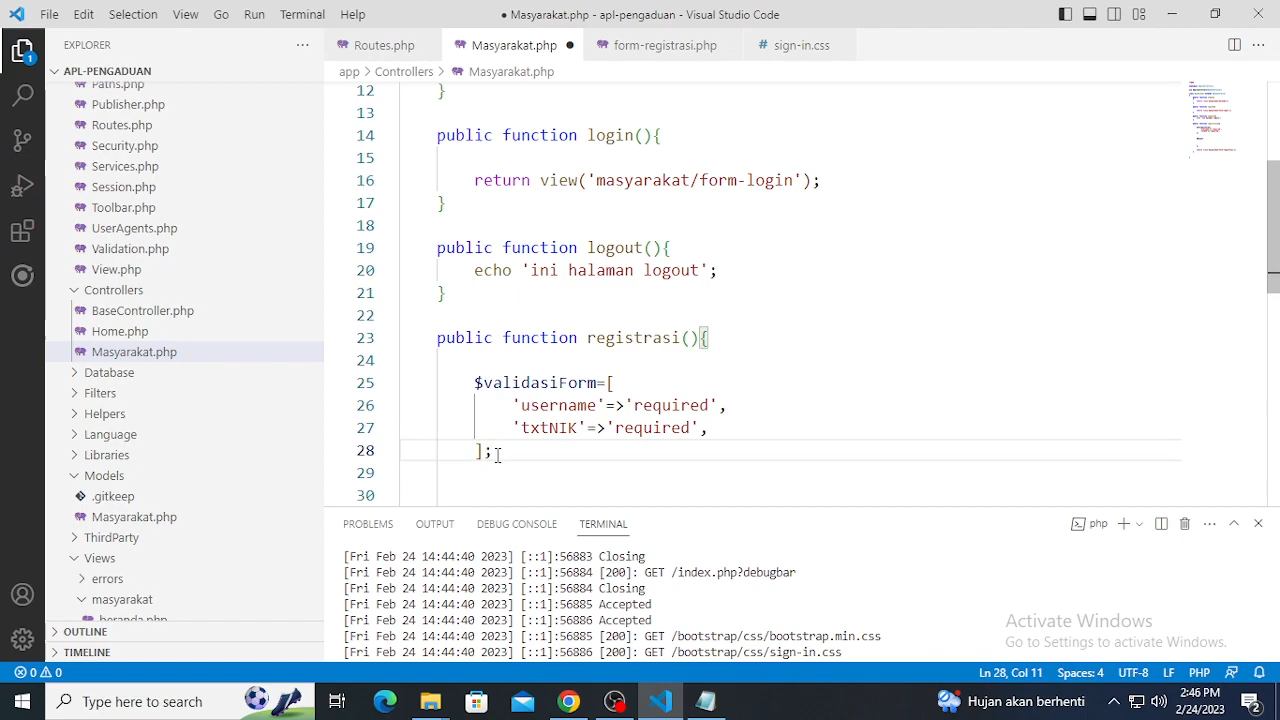 File Edit Selection View Go Run Terminal Help
● Masyarakat.php - apl-pengaduan - Visual Studio Code
EXPLORER
Routes.php
Masyarakat.php
form-registrasi.php
# sign-in.css
APL-PENGADUAN
app > Controllers > Masyarakat.php
Paths.php
Publisher.php
Routes.php
Security.php
Services.php
Session.php
Toolbar.php
UserAgents.php
Validation.php
View.php
Controllers
BaseController.php
Home.php
Masyarakat.php
Database
Filters
Helpers
Language
Libraries
Models
.gitkeep
Masyarakat.php
ThirdParty
Views
errors
masyarakat
beranda.php
OUTLINE
TIMELINE
12 }
13
14 public function login(){
15
16 return view('masyarakat/form-login');
17 }
18
19 public function logout(){
20 echo 'ini halaman logout';
21 }
22
23 public function registrasi(){
24
25 $validasiForm=[
26 'username'=>'required',
27 'txtNIK'=>'required',
28 ];
29
30
PROBLEMS OUTPUT DEBUG CONSOLE TERMINAL
php
[Fri Feb 24 14:44:40 2023] [::1]:56883 Closing
[Fri Feb 24 14:44:40 2023] [::1]:56884 [200]: GET /index.php?debugbar
[Fri Feb 24 14:44:40 2023] [::1]:56884 Closing
[Fri Feb 24 14:44:40 2023] [::1]:56885 Accepted
[Fri Feb 24 14:44:40 2023] [::1]:56886 Accepted
[Fri Feb 24 14:44:40 2023] [::1]:56885 [200]: GET /bootstrap/css/bootstrap.min.css
[Fri Feb 24 14:44:40 2023] [::1]:56886 [200]: GET /bootstrap/css/sign-in.css
Activate Windows
Go to Settings to activate Windows.
0 0
Ln 28, Col 11 Spaces: 4 UTF-8 LF PHP
Type here to search
Hujan akan berhenti
2:46 PM
2/24/2023
1
2